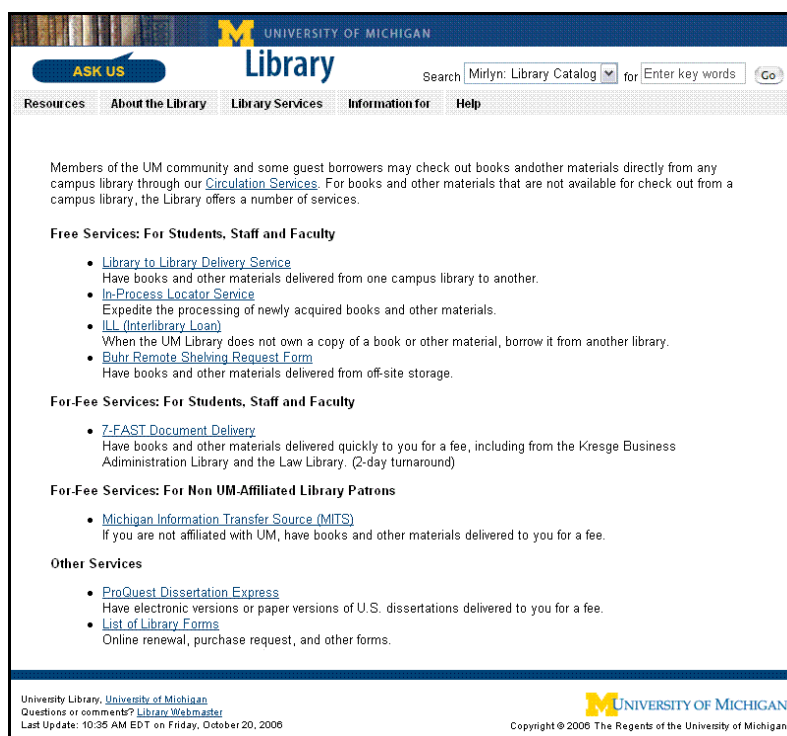 M UNIVERSITY OF MICHIGAN
ASK US
Library
Search Mirlyn: Library Catalog for Enter key words Go
Resources About the Library Library Services Information for Help
Members of the UM community and some guest borrowers may check out books andother materials directly from any
campus library through our Circulation Services. For books and other materials that are not available for check out from a
campus library, the Library offers a number of services.
Free Services: For Students, Staff and Faculty
• Library to Library Delivery Service
Have books and other materials delivered from one campus library to another.
• In-Process Locator Service
Expedite the processing of newly acquired books and other materials.
• ILL (Interlibrary Loan)
When the UM Library does not own a copy of a book or other material, borrow it from another library.
• Buhr Remote Shelving Request Form
Have books and other materials delivered from off-site storage.
For-Fee Services: For Students, Staff and Faculty
• 7-FAST Document Delivery
Have books and other materials delivered quickly to you for a fee, including from the Kresge Business
Adiministration Library and the Law Library. (2-day turnaround)
For-Fee Services: For Non UM-Affiliated Library Patrons
• Michigan Information Transfer Source (MITS)
If you are not affiliated with UM, have books and other materials delivered to you for a fee.
Other Services
• ProQuest Dissertation Express
Have electronic versions or paper versions of U.S. dissertations delivered to you for a fee.
• List of Library Forms
Online renewal, purchase request, and other forms.
University Library, University of Michigan
Questions or comments? Library Webmaster
Last Update: 10:35 AM EDT on Friday, October 20, 2006
M UNIVERSITY OF MICHIGAN
Copyright © 2006 The Regents of the University of Michigan